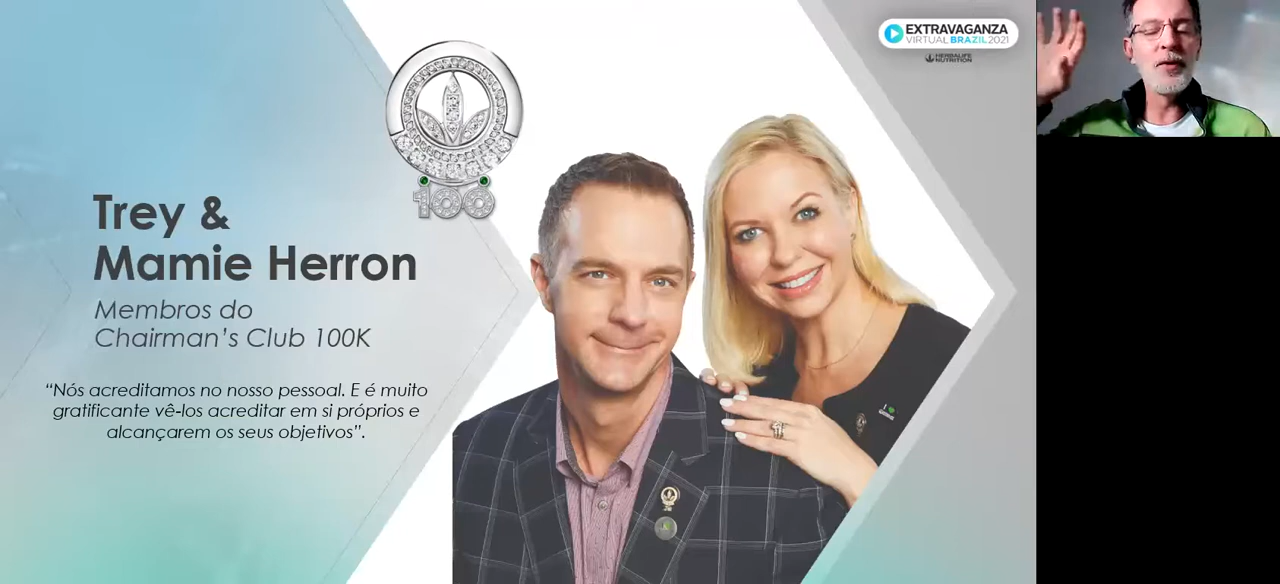 EXTRAVAGANZA
VIRTUAL BRAZIL 2021
HERBALIFE
NUTRITION
100
Trey &
Mamie Herron
Membros do
Chairman’s Club 100K
“Nós acreditamos no nosso pessoal. E é muito
gratificante vê-los acreditar em si próprios e
alcançarem os seus objetivos”.